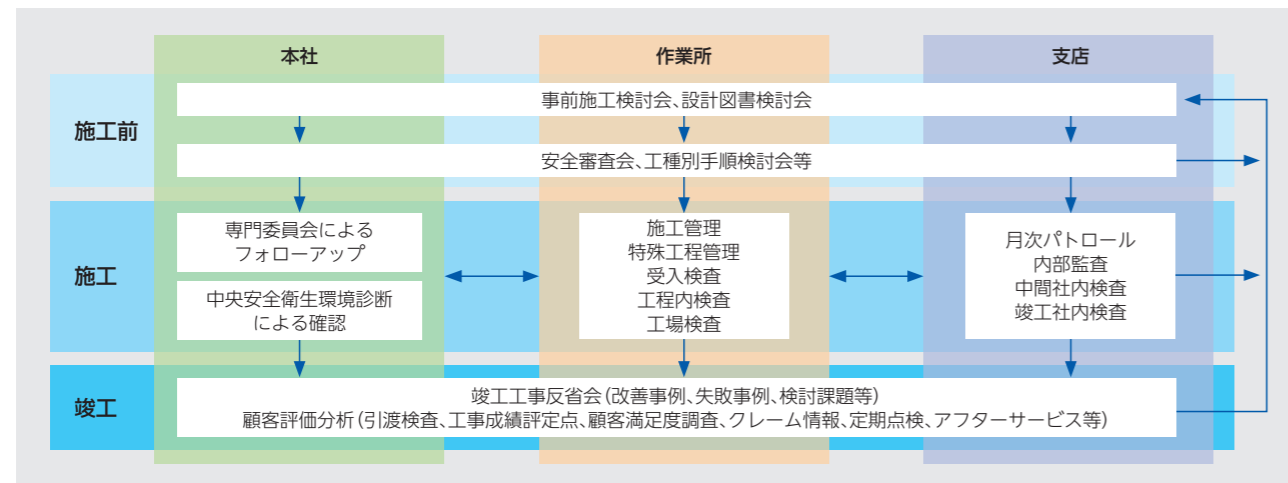 本社
作業所
支店
施工前
事前施工検討会、設計図書検討会
安全審査会、工種別手順検討会等
施工
専門委員会による
フォローアップ
中央安全衛生環境診断
による確認
施工管理
特殊工程管理
受入検査
工程内検査
工場検査
月次パトロール
内部監査
中間社内検査
竣工社内検査
竣工
竣工工事反省会(改善事例、失敗事例、検討課題等)
顧客評価分析(引渡検査、工事成績評定点、顧客満足度調査、クレーム情報、定期点検、アフターサービス等)